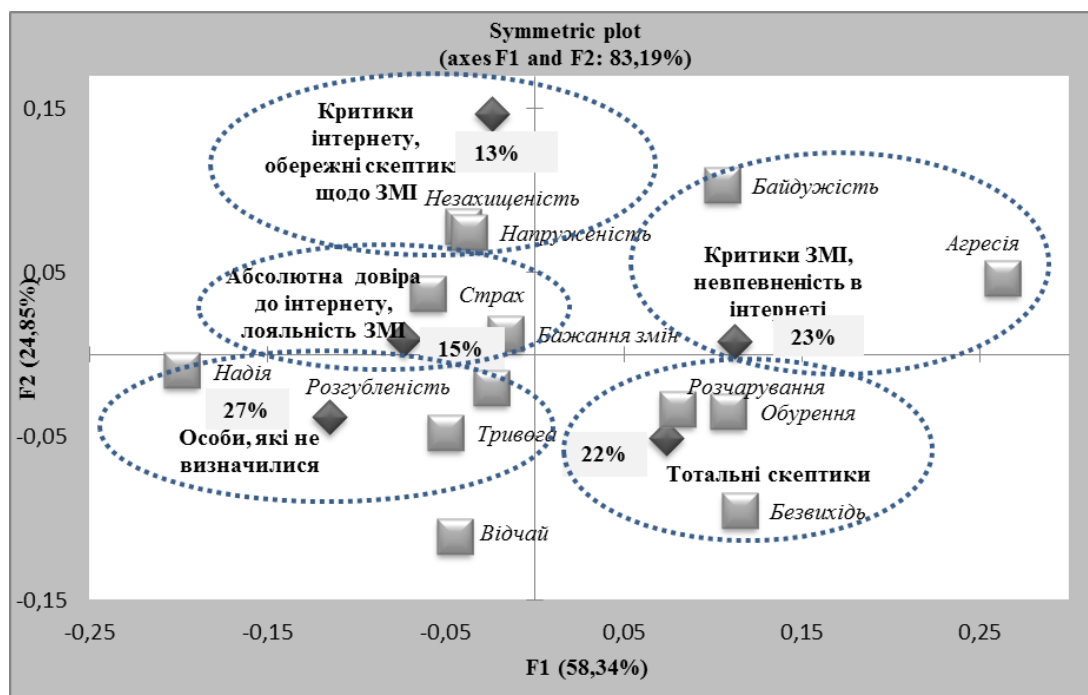 Symmetric plot
(axes F1 and F2: 83,19%)
0,15
0,05
-0,05
-0,15
F2 (24,85%)
Критики
інтернету,
обережні скептики
щодо ЗМІ
13%
Незахищеність
Напруженість
Байдужість
Агресія
Критики ЗМІ,
невпевненість в
інтернеті
23%
Абсолютна довіра
до інтернету,
лояльність ЗМІ
15%
Страх
Бажання змін
Надія
Розгубленість
27%
Особи, які не
визначилися
Тривога
Відчай
Розчарування
Обурення
22%
Тотальні скептики
Безвихідь
-0,25
-0,15
-0,05
0,05
0,15
0,25
F1 (58,34%)